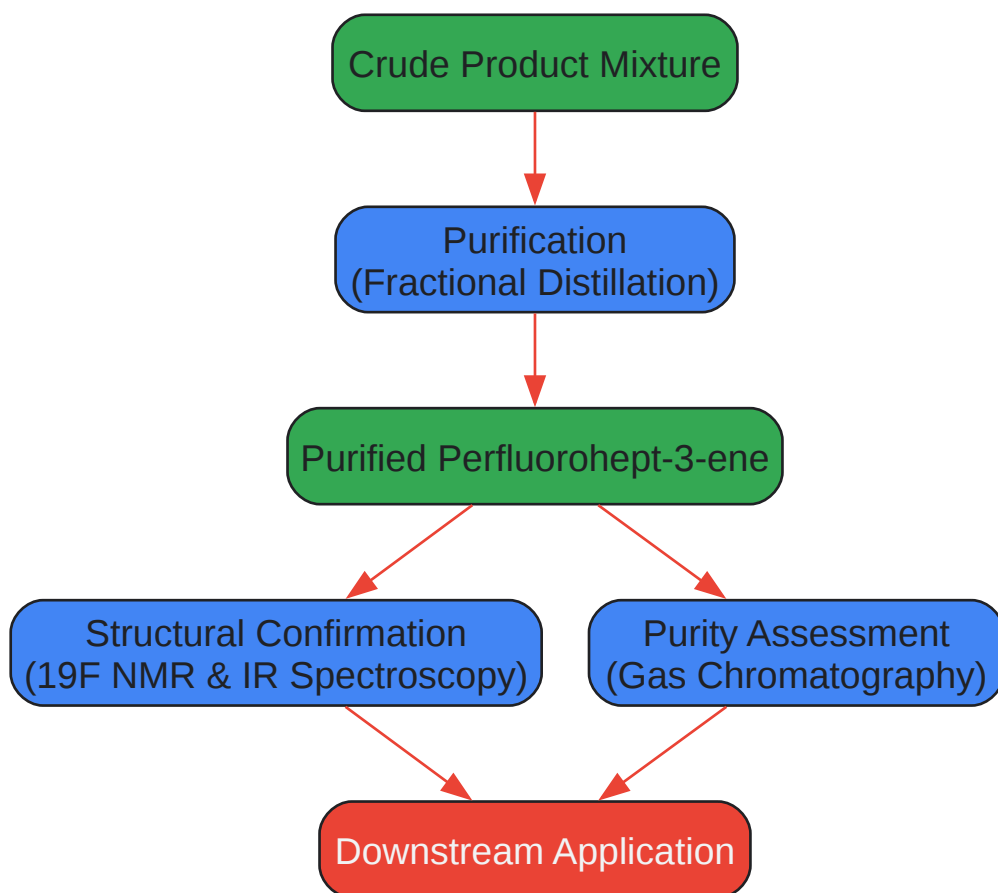 Crude Product Mixture
Purification
(Fractional Distillation)
Purified Perfluorohept-3-ene
Structural Confirmation
(19F NMR & IR Spectroscopy)
Purity Assessment
(Gas Chromatography)
Downstream Application